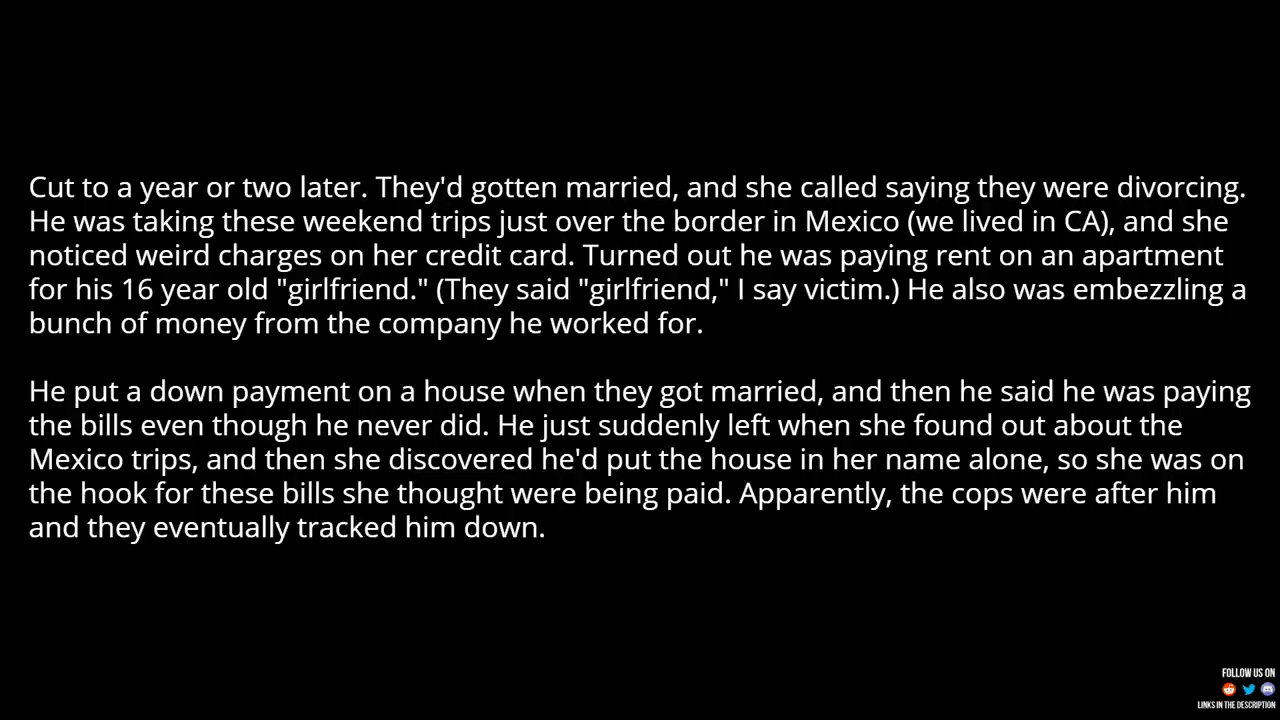 Cut to a year or two later. They'd gotten married, and she called saying they were divorcing.
He was taking these weekend trips just over the border in Mexico (we lived in CA), and she
noticed weird charges on her credit card. Turned out he was paying rent on an apartment
for his 16 year old "girlfriend." (They said "girlfriend," I say victim.) He also was embezzling a
bunch of money from the company he worked for.
He put a down payment on a house when they got married, and then he said he was paying
the bills even though he never did. He just suddenly left when she found out about the
Mexico trips, and then she discovered he'd put the house in her name alone, so she was on
the hook for these bills she thought were being paid. Apparently, the cops were after him
and they eventually tracked him down.
FOLLOW US ON
LINKS IN THE DESCRIPTION